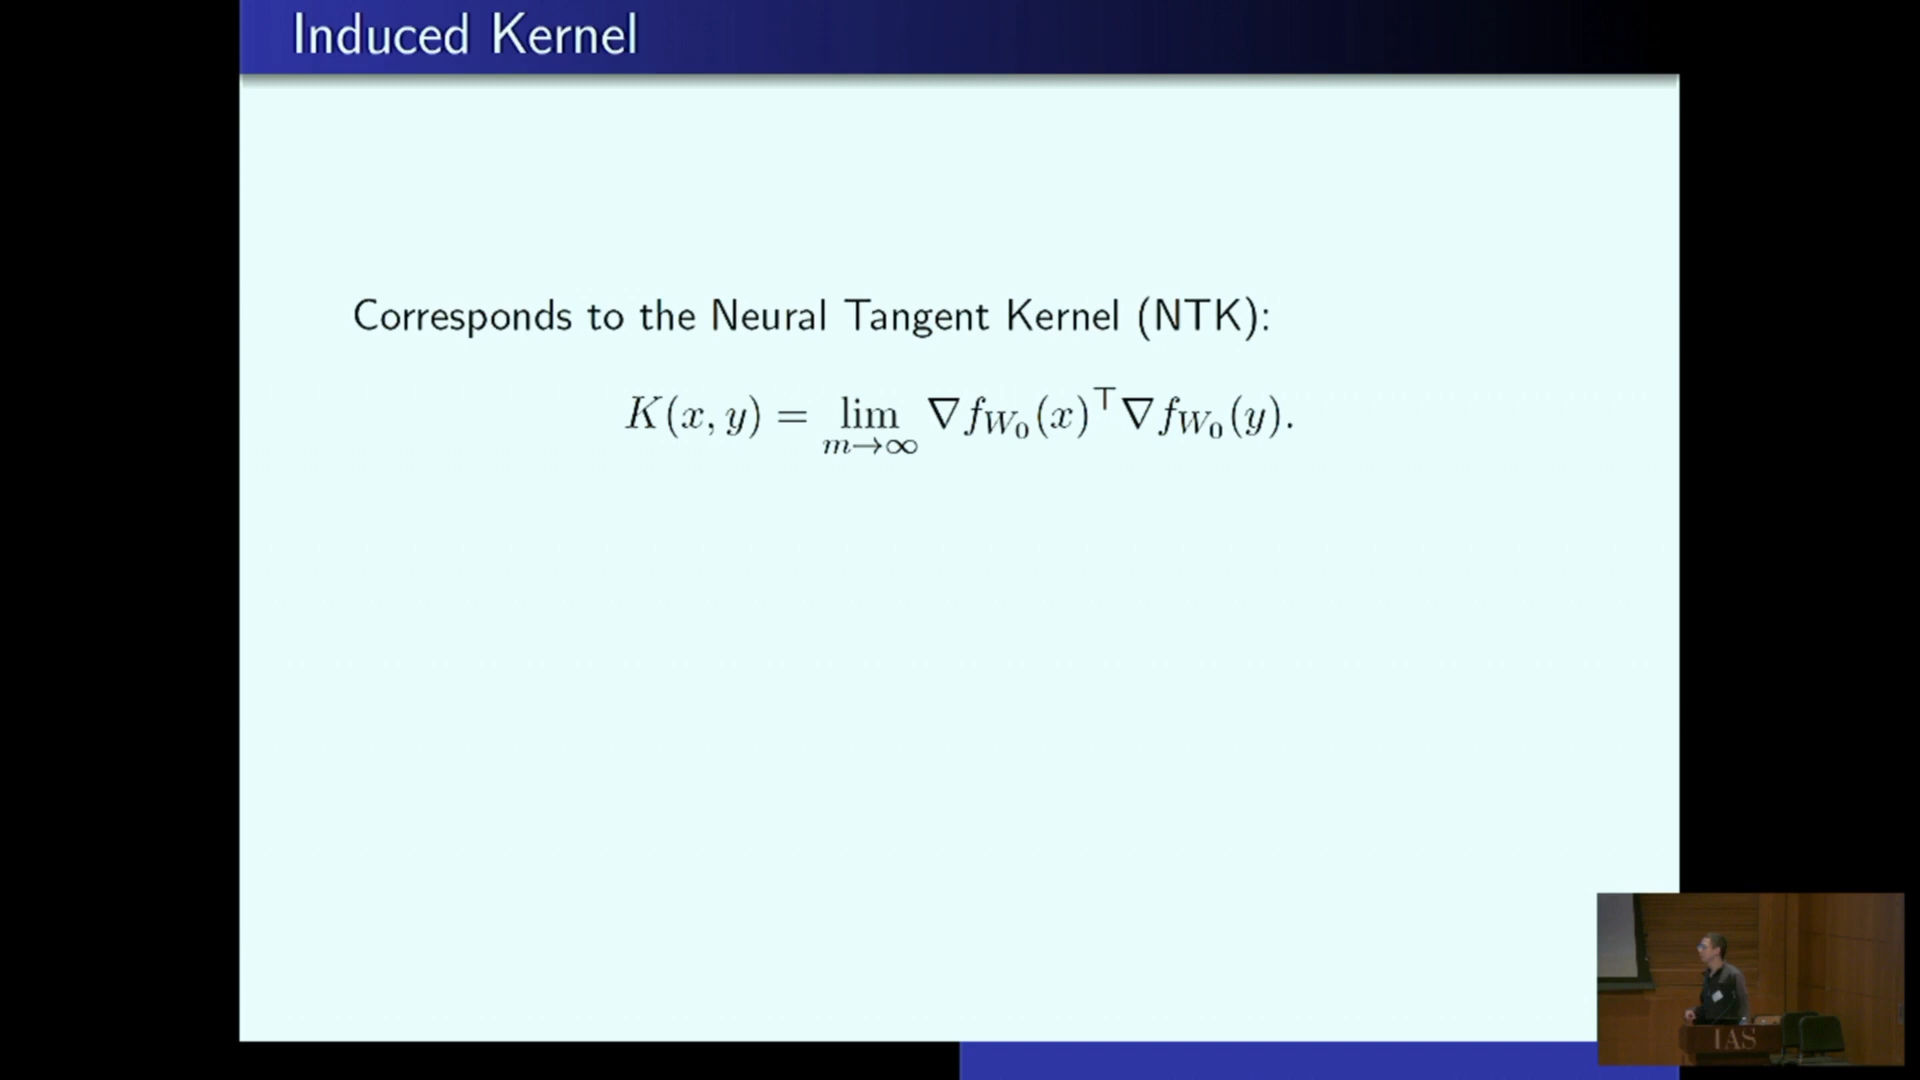 Induced Kernel
Corresponds to the Neural Tangent Kernel (NTK):
K(x, y) = lim_{m→∞} ∇f_{W_0}(x)^⊤ ∇f_{W_0}(y).
IAS